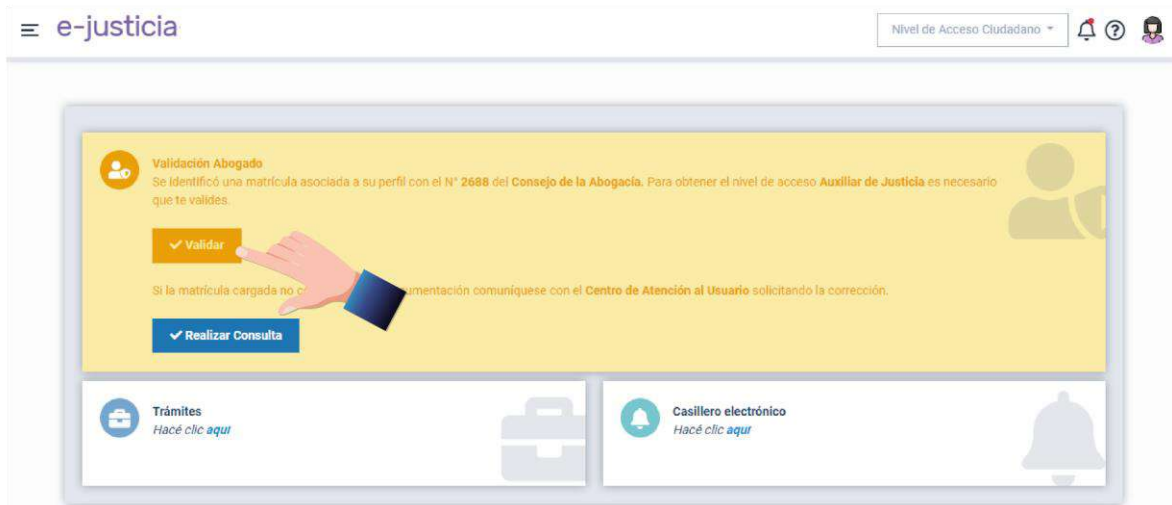 e-justicia
Nivel de Acceso Ciudadano
Validación Abogado
Se identificó una matrícula asociada a su perfil con el N° 2688 del Consejo de la Abogacía. Para obtener el nivel de acceso Auxiliar de Justicia es necesario
que te valides.
Validar
Si la matrícula cargada no umentación comuníquese con el Centro de Atención al Usuario solicitando la corrección.
Realizar Consulta
Trámites
Hacé clic aquí
Casillero electrónico
Hacé clic aquí